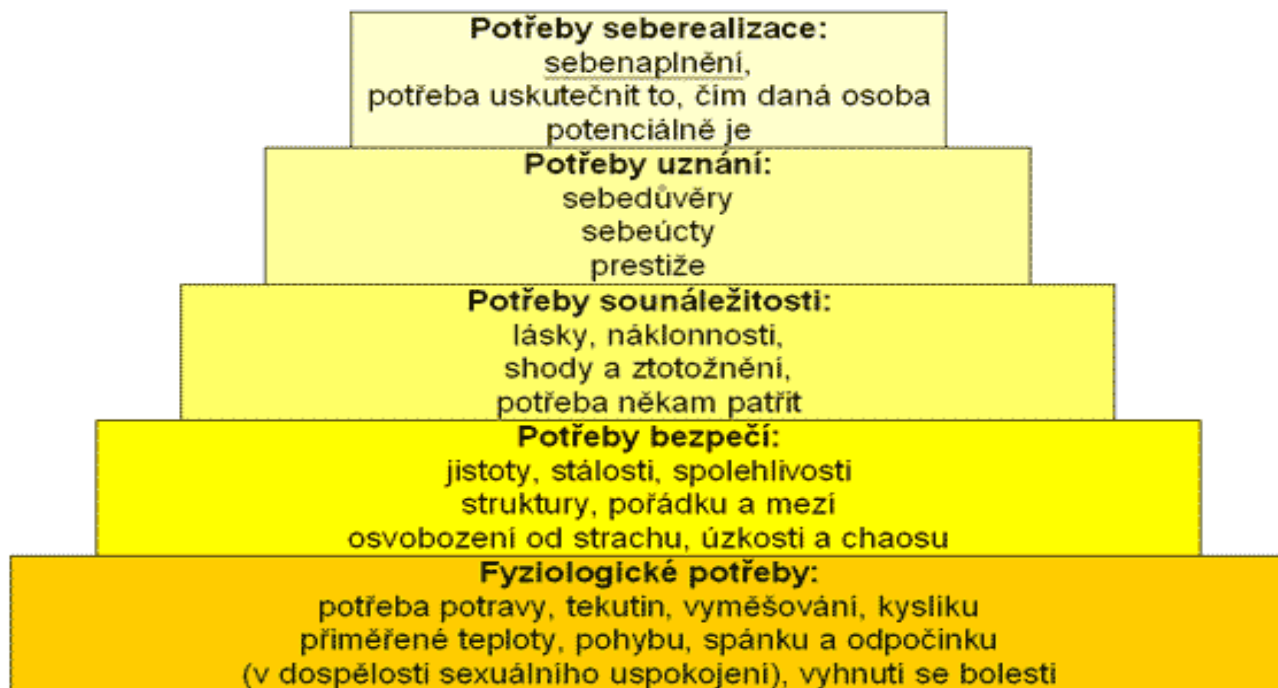 Potřeby seberealizace:
sebenaplnění,
potřeba uskutečnit to, čím daná osoba
potenciálně je
Potřeby uznání:
sebedůvěry
sebeúcty
prestiže
Potřeby sounáležitosti:
lásky, náklonnosti,
shody a ztotožnění,
potřeba někam patřit
Potřeby bezpečí:
jistoty, stálosti, spolehlivosti
struktury, pořádku a mezí
osvobození od strachu, úzkosti a chaosu
Fyziologické potřeby:
potřeba potravy, tekutin, vyměšování, kyslíku
přiměřené teploty, pohybu, spánku a odpočinku
(v dospělosti sexuálního uspokojení), vyhnutí se bolesti